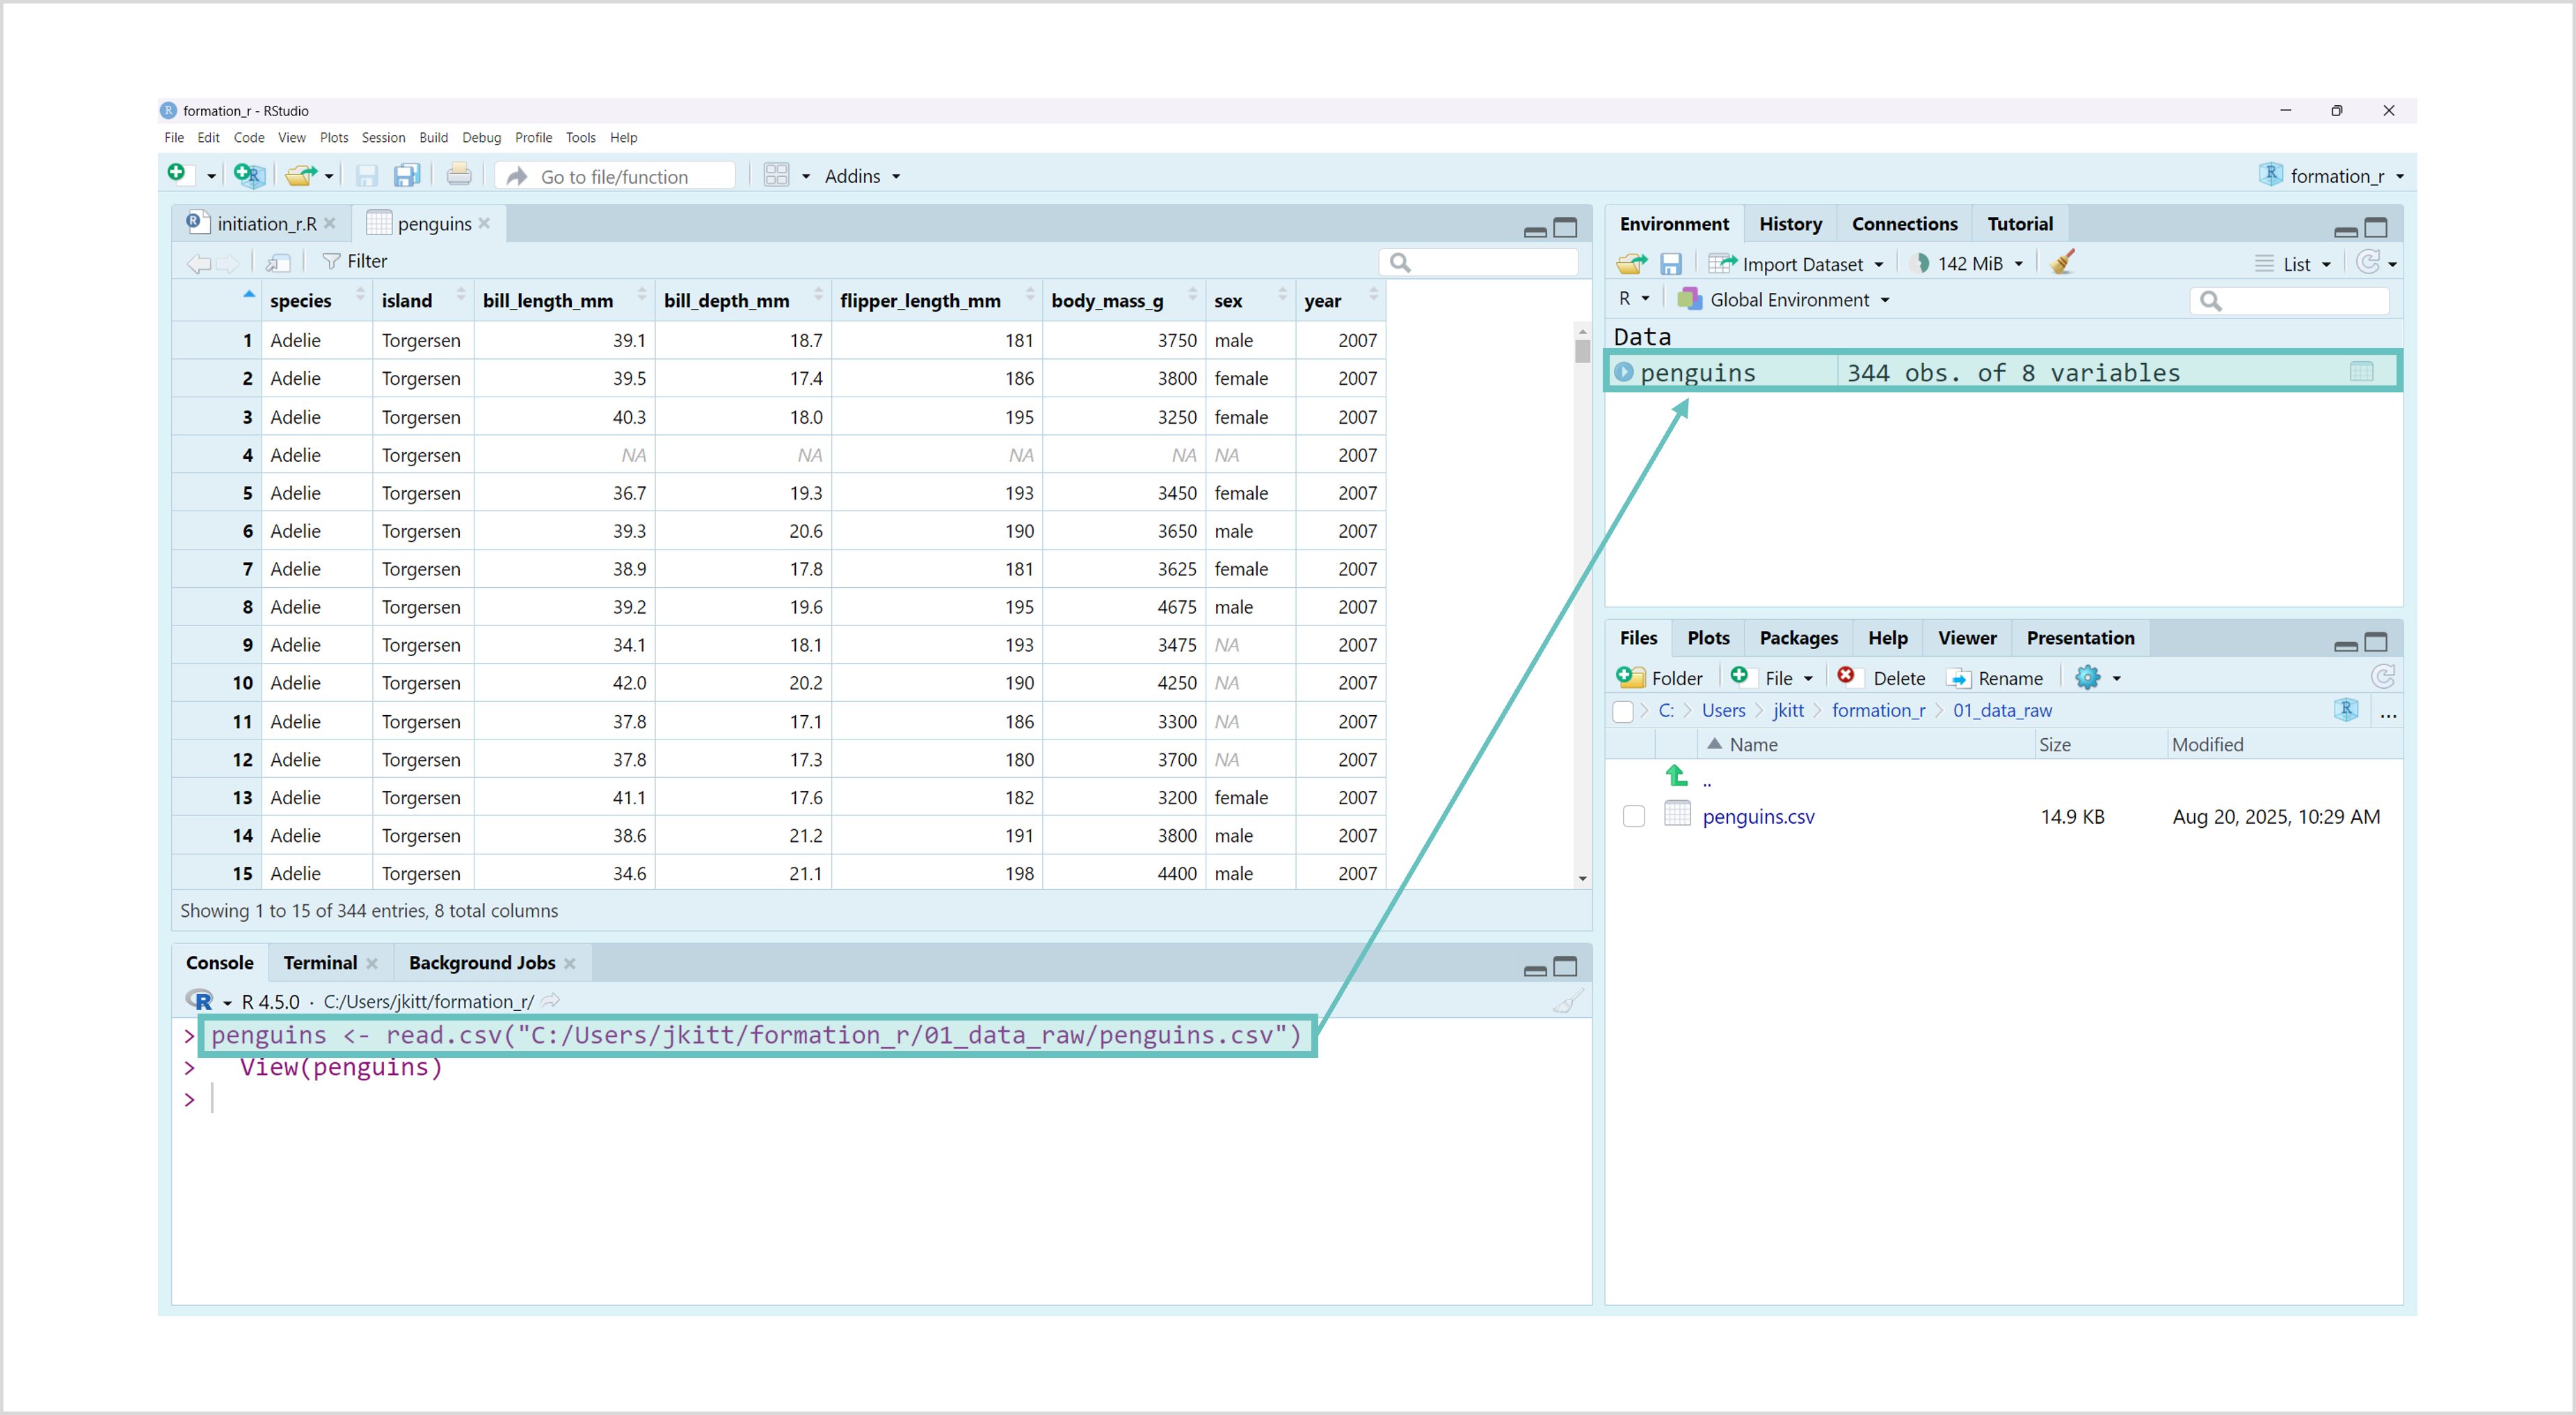 formation_r - RStudio
File Edit Code View Plots Session Build Debug Profile Tools Help
Go to file/function Addins formation_r
initiation_r.R penguins
Filter
species island bill_length_mm bill_depth_mm flipper_length_mm body_mass_g sex year
1 Adelie Torgersen 39.1 18.7 181 3750 male 2007
2 Adelie Torgersen 39.5 17.4 186 3800 female 2007
3 Adelie Torgersen 40.3 18.0 195 3250 female 2007
4 Adelie Torgersen NA NA NA NA NA 2007
5 Adelie Torgersen 36.7 19.3 193 3450 female 2007
6 Adelie Torgersen 39.3 20.6 190 3650 male 2007
7 Adelie Torgersen 38.9 17.8 181 3625 female 2007
8 Adelie Torgersen 39.2 19.6 195 4675 male 2007
9 Adelie Torgersen 34.1 18.1 193 3475 NA 2007
10 Adelie Torgersen 42.0 20.2 190 4250 NA 2007
11 Adelie Torgersen 37.8 17.1 186 3300 NA 2007
12 Adelie Torgersen 37.8 17.3 180 3700 NA 2007
13 Adelie Torgersen 41.1 17.6 182 3200 female 2007
14 Adelie Torgersen 38.6 21.2 191 3800 male 2007
15 Adelie Torgersen 34.6 21.1 198 4400 male 2007
Showing 1 to 15 of 344 entries, 8 total columns
Console Terminal Background Jobs
R 4.5.0 · C:/Users/jkitt/formation_r/
> penguins <- read.csv("C:/Users/jkitt/formation_r/01_data_raw/penguins.csv")
> View(penguins)
>
Environment History Connections Tutorial
Import Dataset 142 MiB List
R Global Environment
Data
penguins 344 obs. of 8 variables
Files Plots Packages Help Viewer Presentation
Folder File Delete Rename
C: Users jkitt formation_r 01_data_raw ...
Name Size Modified
..
penguins.csv 14.9 KB Aug 20, 2025, 10:29 AM